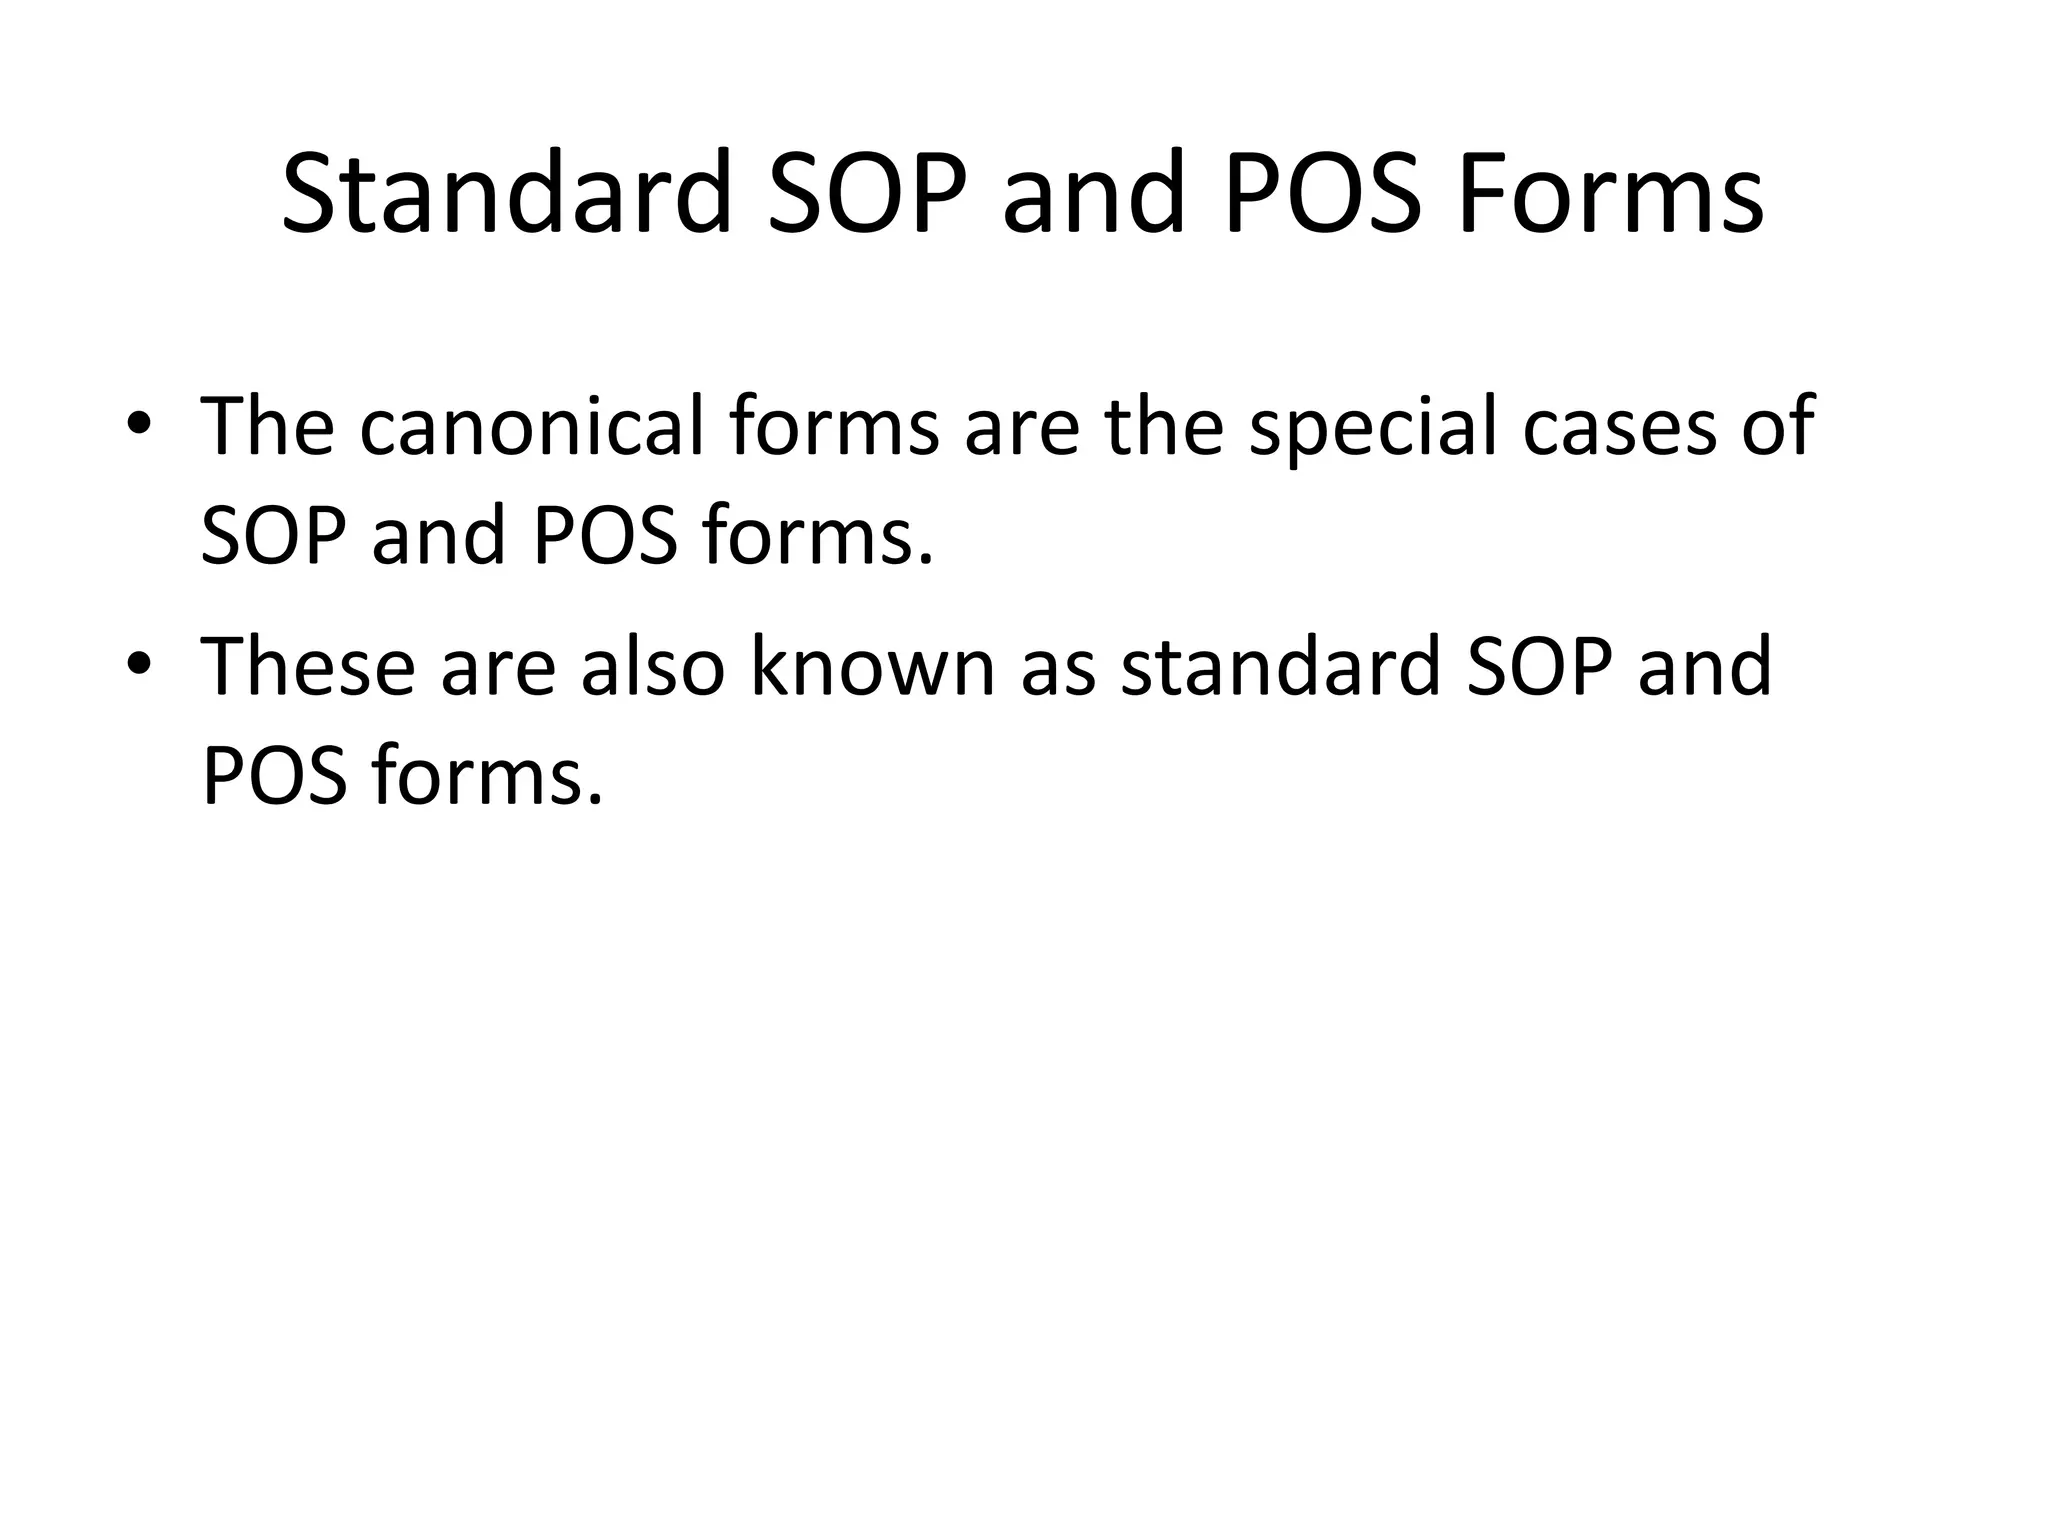 Standard SOP and POS Forms
• The canonical forms are the special cases of
SOP and POS forms.
• These are also known as standard SOP and
POS forms.